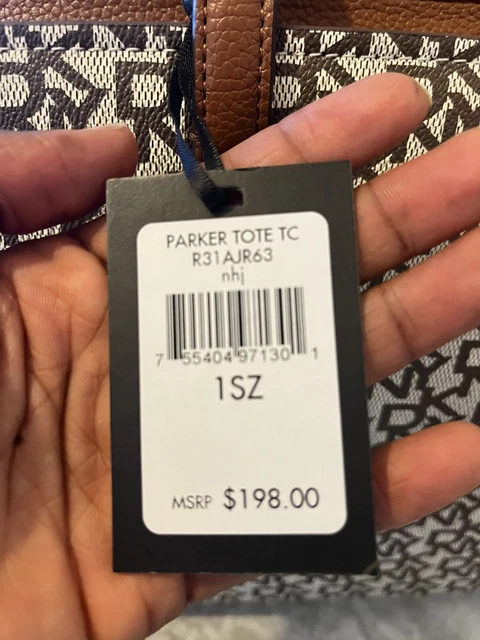 PARKER TOTE TC
R31AJR63
nhj
7 55404 97130 1
1SZ
MSRP $198.00